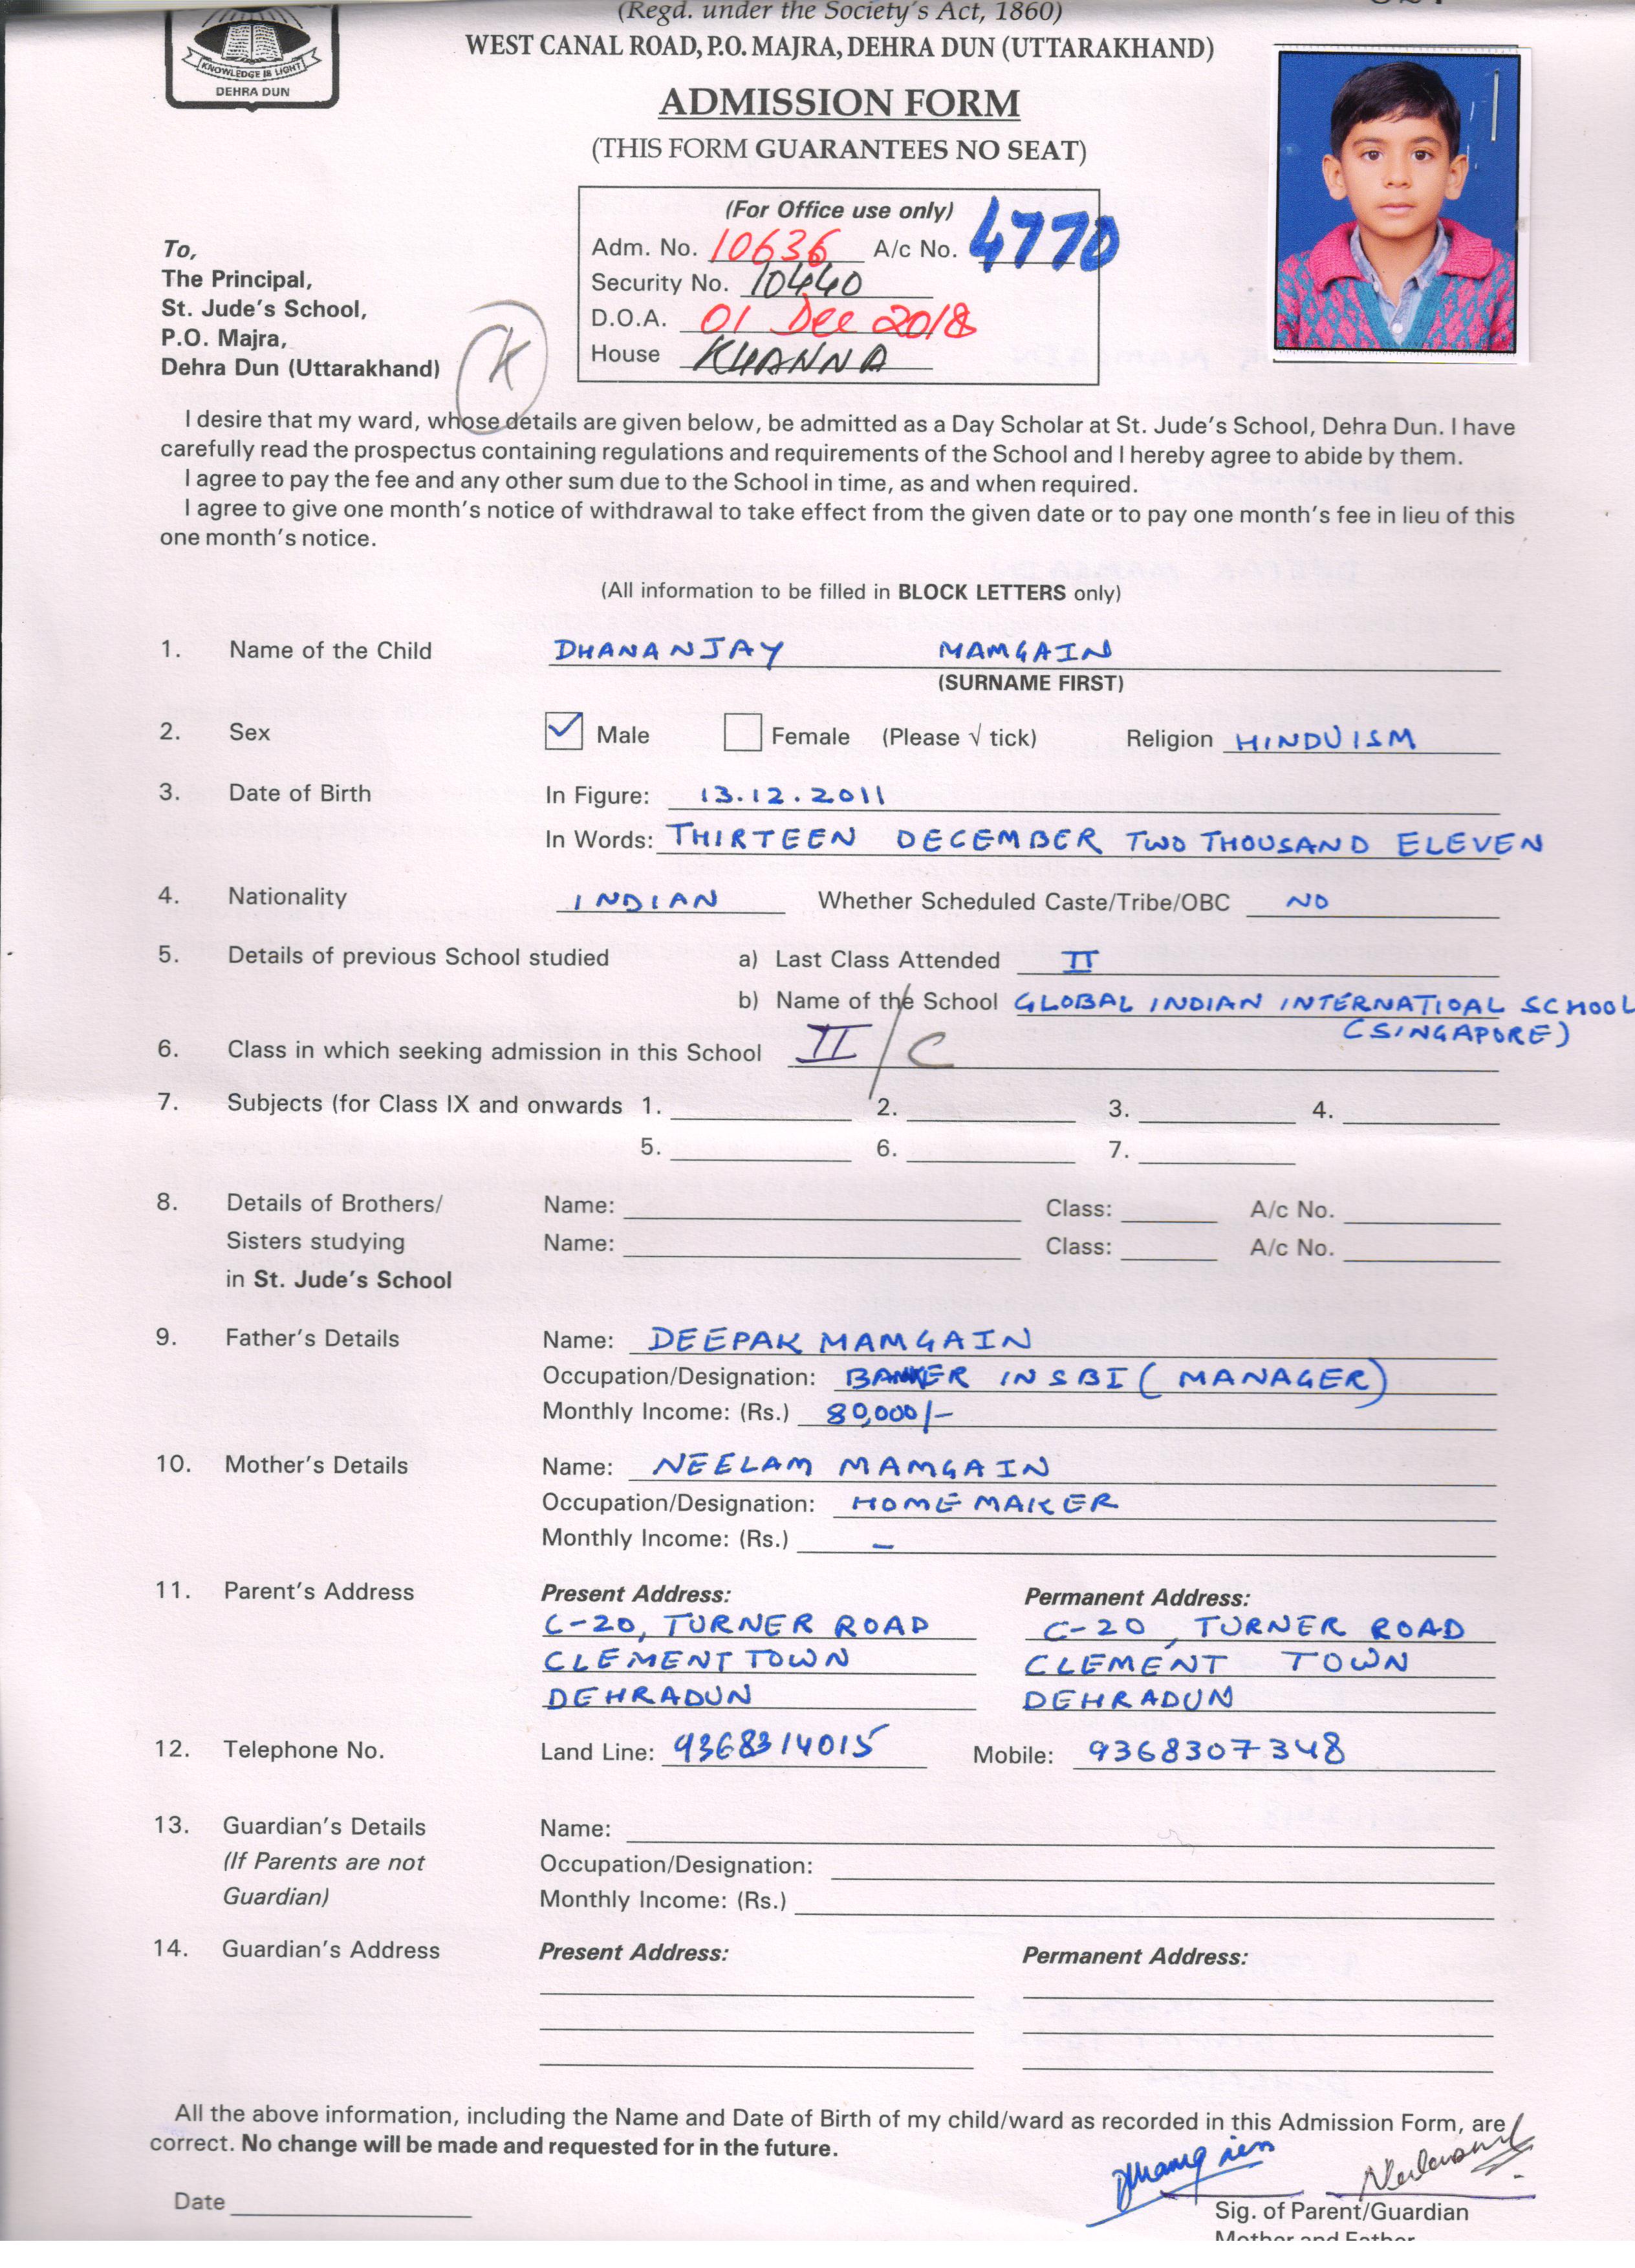 (Regd. under the Society's Act, 1860)
WEST CANAL ROAD, P.O. MAJRA, DEHRA DUN (UTTARAKHAND)
KNOWLEDGE IS LIGHT
DEHRA DUN
ADMISSION FORM
(THIS FORM GUARANTEES NO SEAT)
(For Office use only)
Adm. No. 10636 A/c No. 4770
Security No. 10440
D.O.A. 01 Dec 2018
House KHANNA
To,
The Principal,
St. Jude's School,
P.O. Majra,
Dehra Dun (Uttarakhand)
K
I desire that my ward, whose details are given below, be admitted as a Day Scholar at St. Jude's School, Dehra Dun. I have
carefully read the prospectus containing regulations and requirements of the School and I hereby agree to abide by them.
I agree to pay the fee and any other sum due to the School in time, as and when required.
I agree to give one month's notice of withdrawal to take effect from the given date or to pay one month's fee in lieu of this
one month's notice.
(All information to be filled in BLOCK LETTERS only)
1. Name of the Child DHANANJAY MAMGAIN
(SURNAME FIRST)
2. Sex Male Female (Please √ tick) Religion HINDUISM
3. Date of Birth In Figure: 13.12.2011
In Words: THIRTEEN DECEMBER TWO THOUSAND ELEVEN
4. Nationality INDIAN Whether Scheduled Caste/Tribe/OBC NO
5. Details of previous School studied a) Last Class Attended II
b) Name of the School GLOBAL INDIAN INTERNATIOAL SCHOOL
(SINGAPORE)
6. Class in which seeking admission in this School II / C
7. Subjects (for Class IX and onwards 1. 2. 3. 4.
5. 6. 7.
8. Details of Brothers/ Name: Class: A/c No.
Sisters studying Name: Class: A/c No.
in St. Jude's School
9. Father's Details Name: DEEPAK MAMGAIN
Occupation/Designation: BANKER IN SBI (MANAGER)
Monthly Income: (Rs.) 80,000/-
10. Mother's Details Name: NEELAM MAMGAIN
Occupation/Designation: HOME MAKER
Monthly Income: (Rs.) -
11. Parent's Address Present Address: Permanent Address:
C-20, TURNER ROAD C-20, TURNER ROAD
CLEMENT TOWN CLEMENT TOWN
DEHRADUN DEHRADUN
12. Telephone No. Land Line: 9368314015 Mobile: 9368307348
13. Guardian's Details Name:
(If Parents are not Occupation/Designation:
Guardian) Monthly Income: (Rs.)
14. Guardian's Address Present Address: Permanent Address:
All the above information, including the Name and Date of Birth of my child/ward as recorded in this Admission Form, are
correct. No change will be made and requested for in the future.
Date
Sig. of Parent/Guardian
Mother and Father